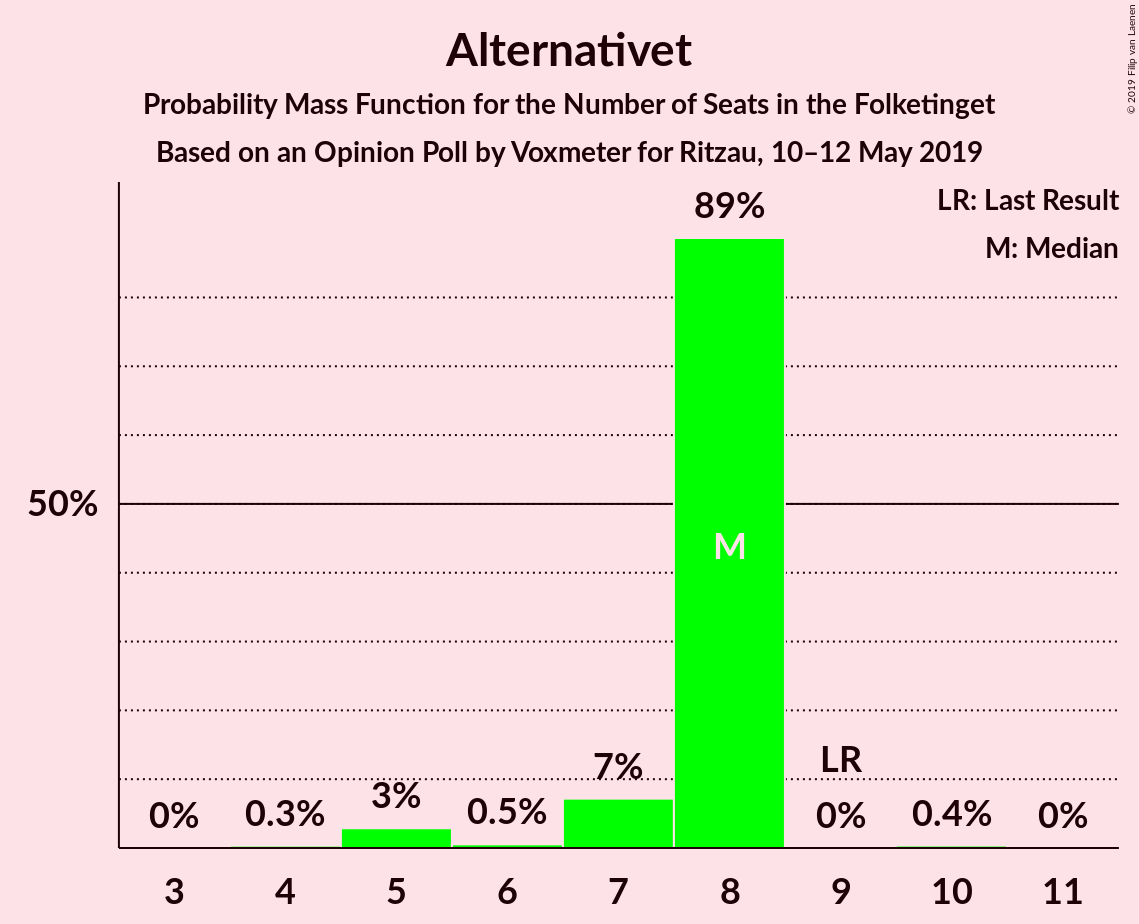 Alternativet
Probability Mass Function for the Number of Seats in the Folketinget
Based on an Opinion Poll by Voxmeter for Ritzau, 10–12 May 2019
© 2019 Filip van Laenen
LR: Last Result
M: Median
89%
50%
M
LR
7%
3%
0%
0.3%
0.5%
0%
0.4%
0%
3 4 5 6 7 8 9 10 11